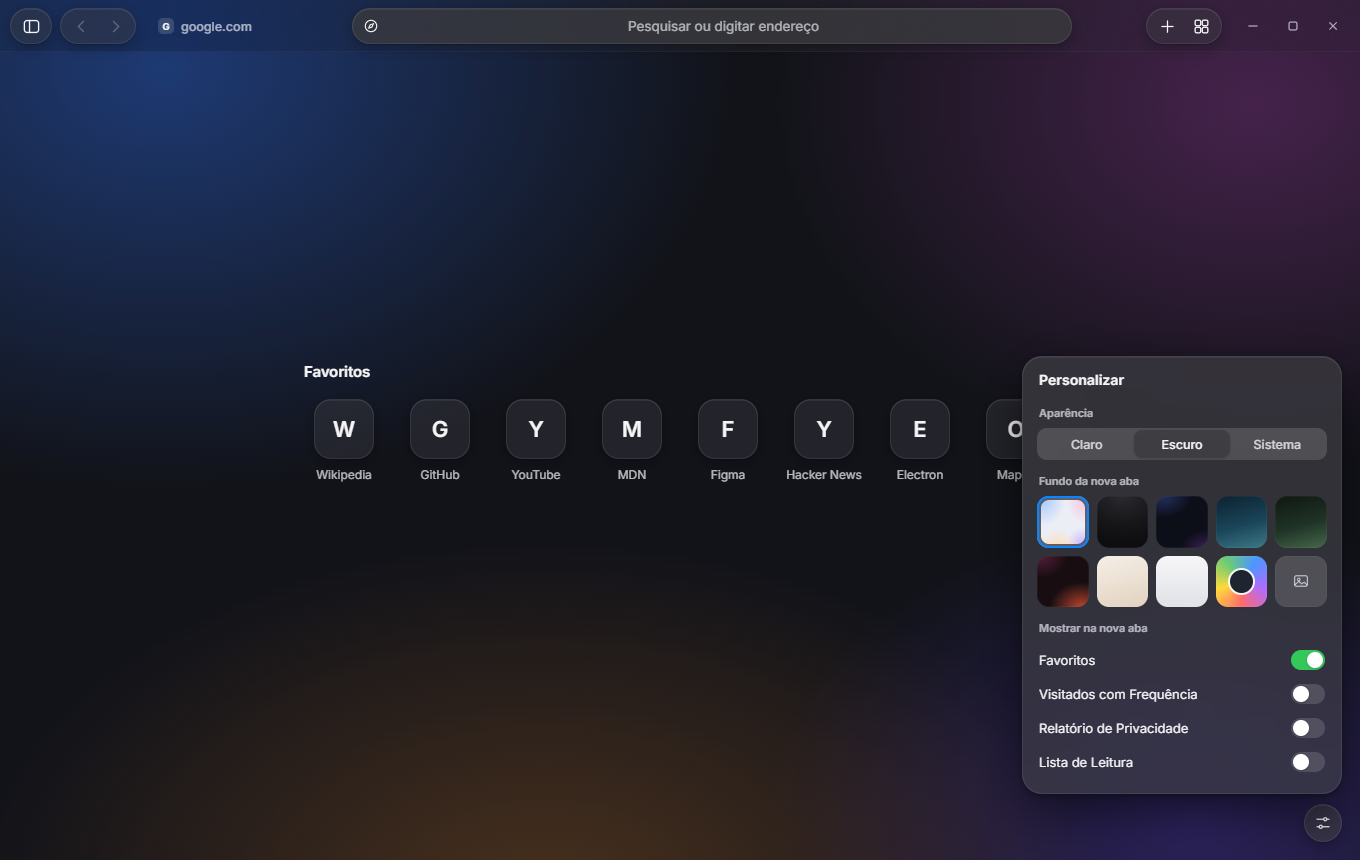 G google.com
Pesquisar ou digitar endereço
Favoritos
W G Y M F Y E O
Wikipedia GitHub YouTube MDN Figma Hacker News Electron Map
Personalizar
Aparência
Claro Escuro Sistema
Fundo da nova aba
Mostrar na nova aba
Favoritos
Visitados com Frequência
Relatório de Privacidade
Lista de Leitura